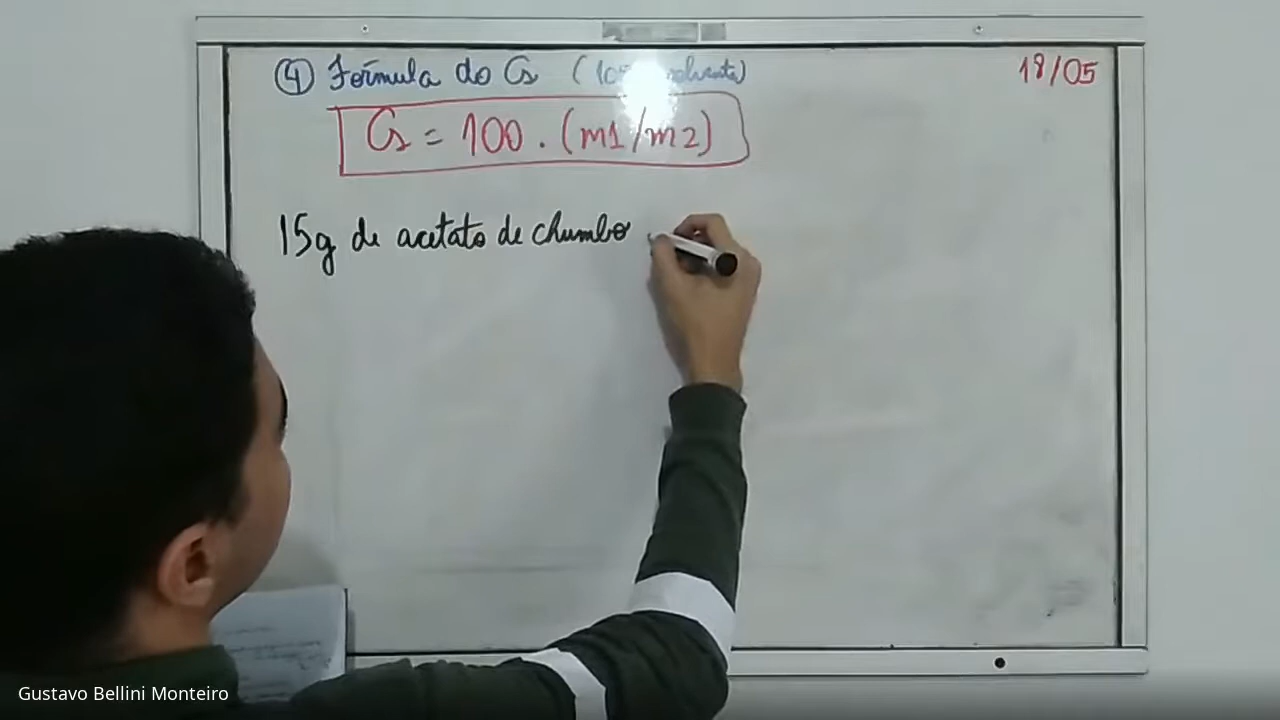 ④ Fórmula do Cs ( 18/05
Cs = 100 . (m1/m2)
15g de acetato de chumbo
Gustavo Bellini Monteiro